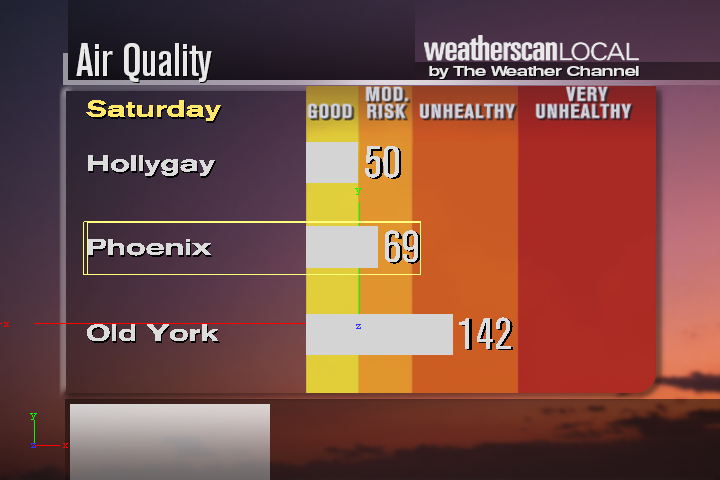 Air Quality
weatherscanLOCAL
by The Weather Channel
Saturday
GOOD
MOD. RISK
UNHEALTHY
VERY UNHEALTHY
Hollygay 50
Y
Phoenix 69
x z
Old York 142
y
z x